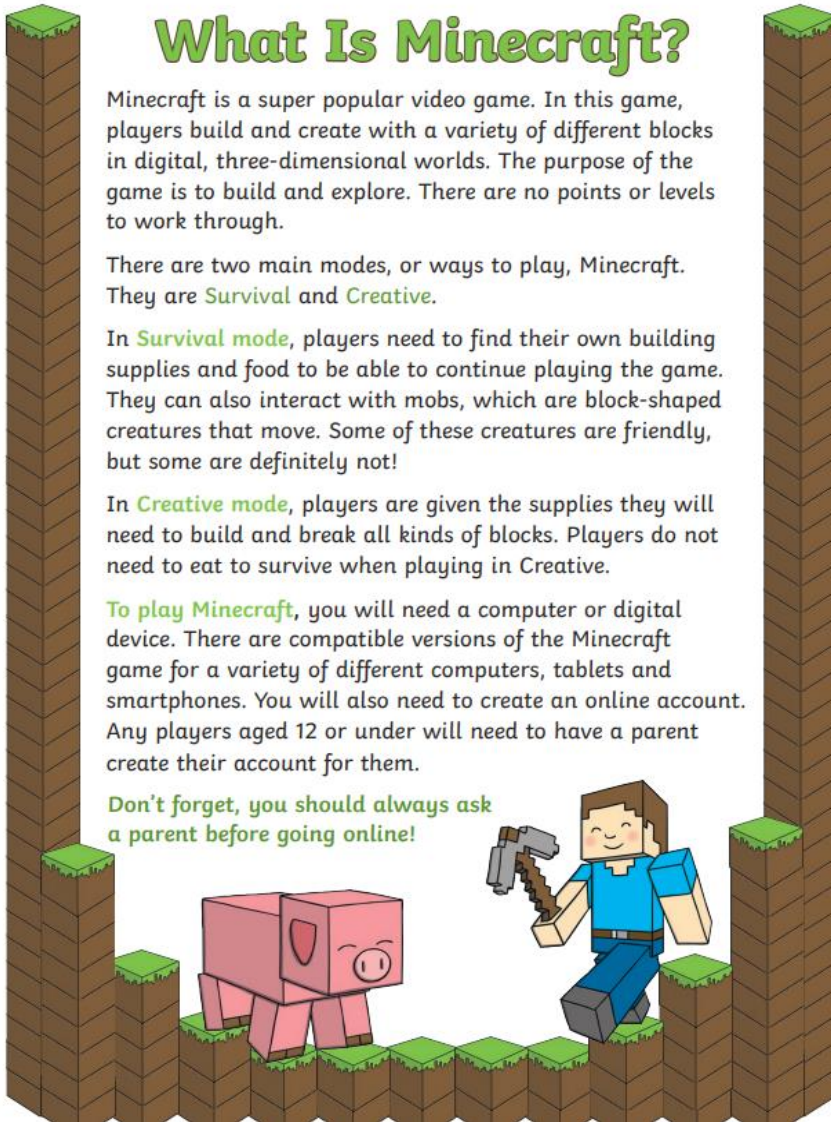 What Is Minecraft?
Minecraft is a super popular video game. In this game,
players build and create with a variety of different blocks
in digital, three-dimensional worlds. The purpose of the
game is to build and explore. There are no points or levels
to work through.
There are two main modes, or ways to play, Minecraft.
They are Survival and Creative.
In Survival mode, players need to find their own building
supplies and food to be able to continue playing the game.
They can also interact with mobs, which are block-shaped
creatures that move. Some of these creatures are friendly,
but some are definitely not!
In Creative mode, players are given the supplies they will
need to build and break all kinds of blocks. Players do not
need to eat to survive when playing in Creative.
To play Minecraft, you will need a computer or digital
device. There are compatible versions of the Minecraft
game for a variety of different computers, tablets and
smartphones. You will also need to create an online account.
Any players aged 12 or under will need to have a parent
create their account for them.
Don't forget, you should always ask
a parent before going online!